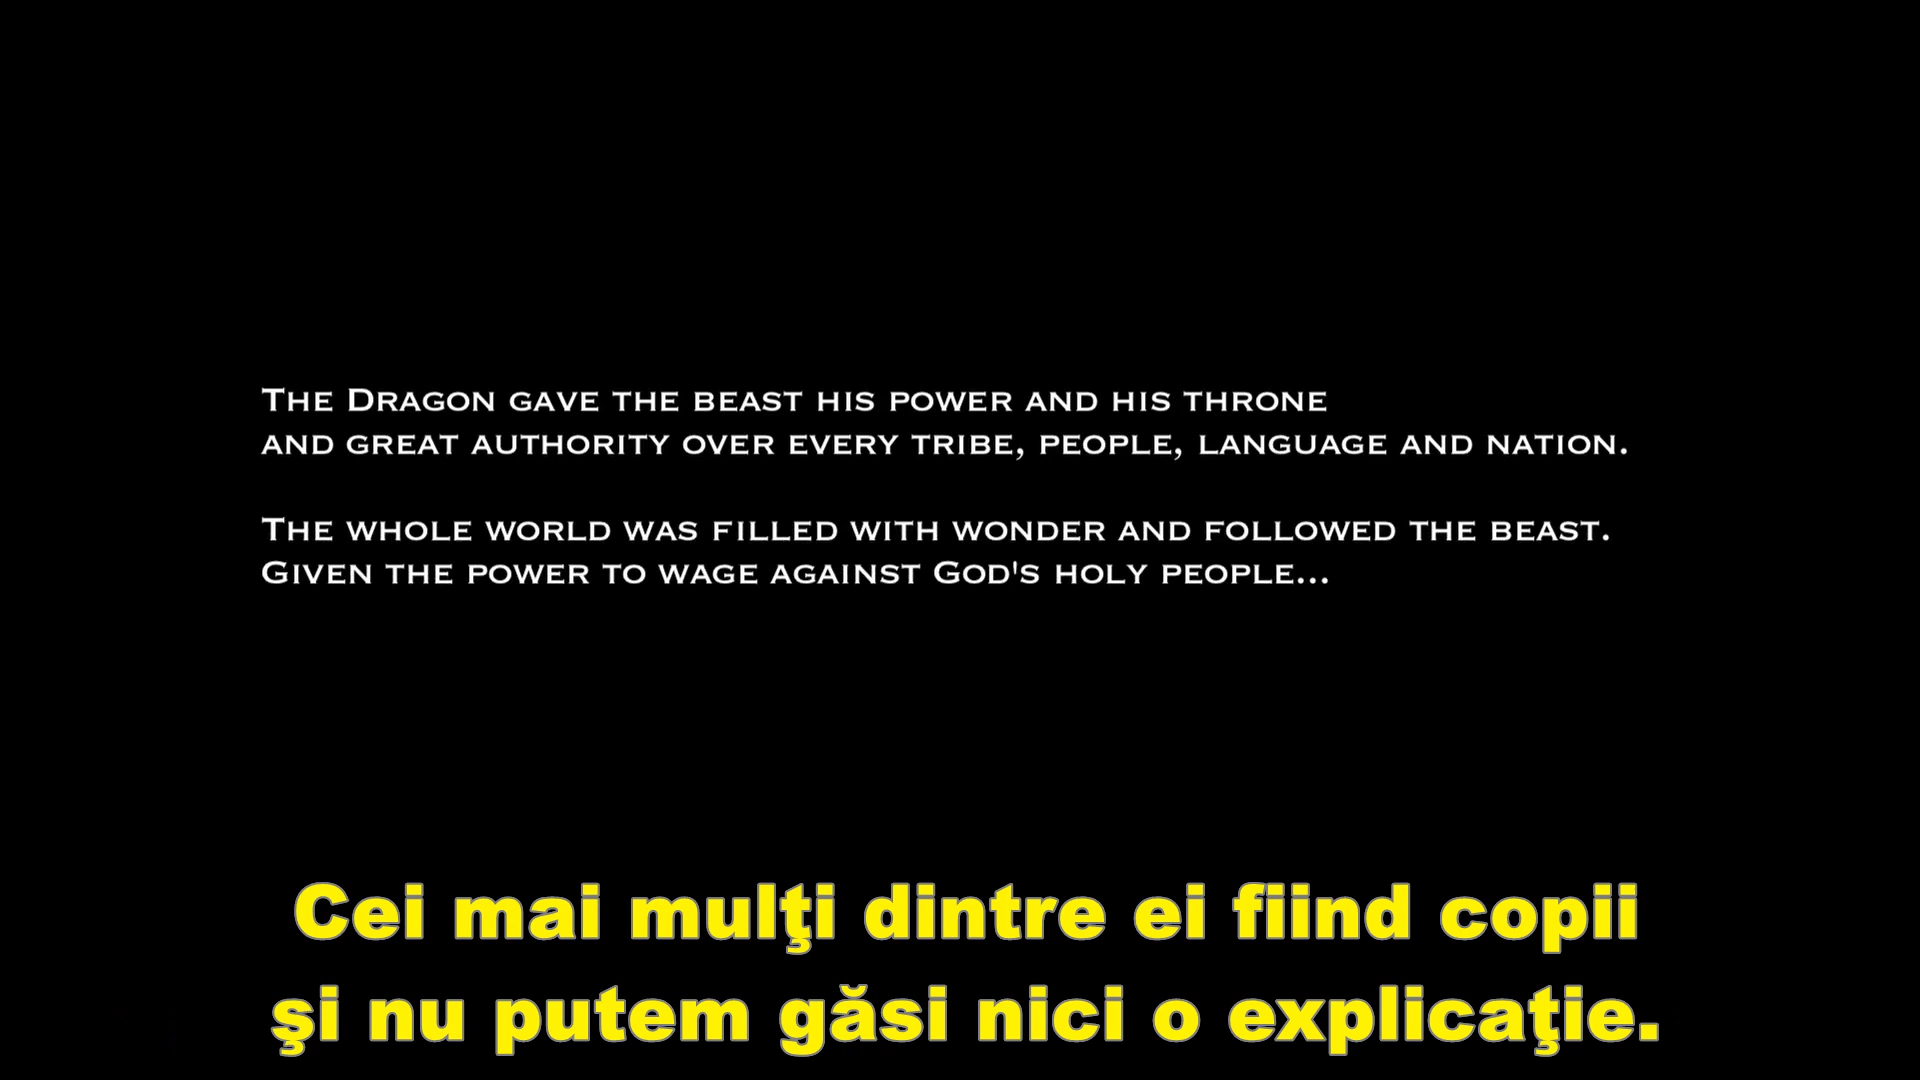 The Dragon gave the beast his power and his throne
and great authority over every tribe, people, language and nation.
The whole world was filled with wonder and followed the beast.
Given the power to wage against God's holy people...
Cei mai mulţi dintre ei fiind copii
şi nu putem găsi nici o explicaţie.